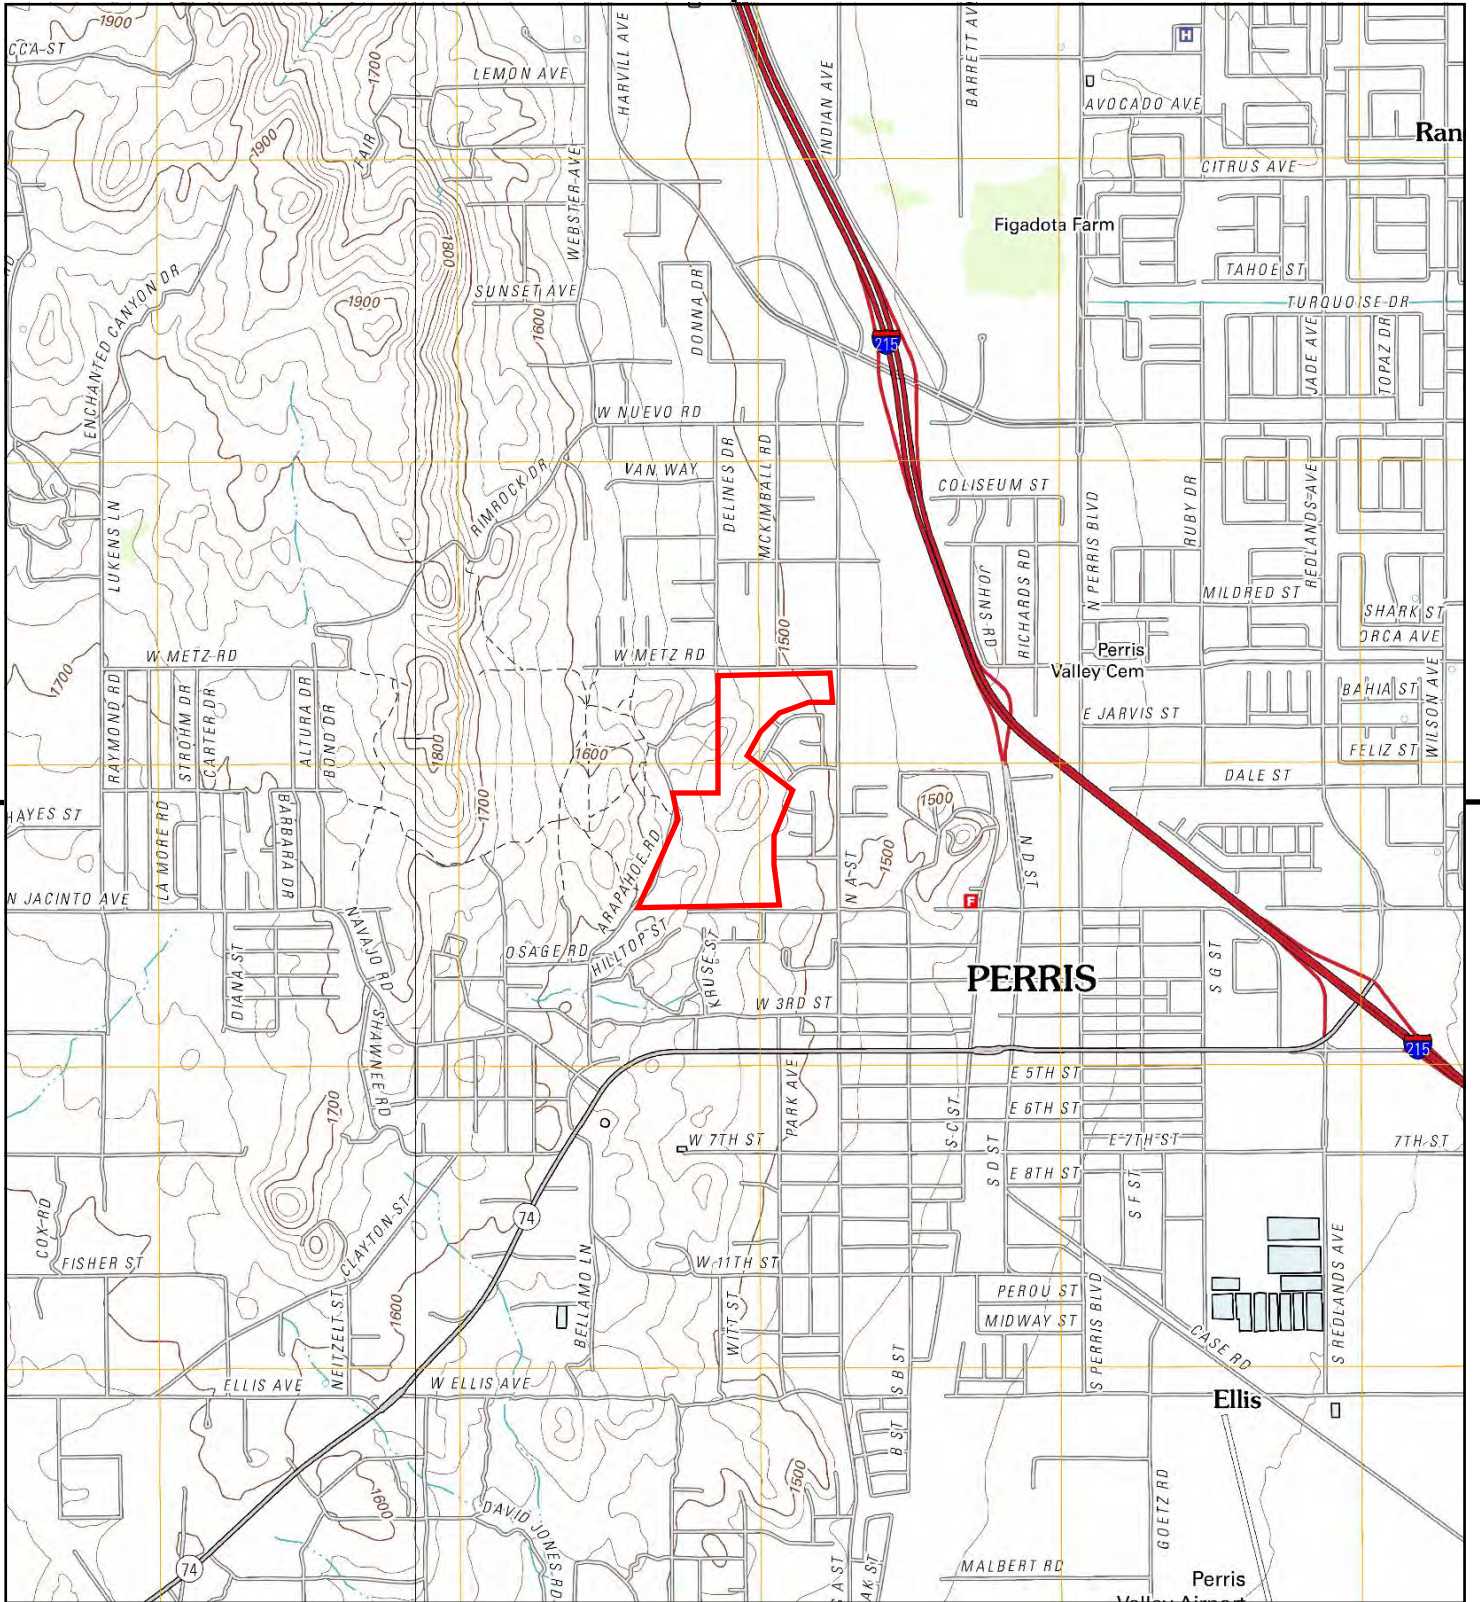 1900
CCA-ST
LEMON AVE
1700
HARVILL AVE
INDIAN AVE
BARRETT AV
H
AVOCADO AVE
Ran
1900
FAIR
WEBSTER-AVE
CITRUS AVE
Figadota Farm
1800
TAHOE ST
ENCHANTED CANYON DR
1900
SUNSET AVE
1600
DONNA DR
215
TURQUOISE-DR
JADE AVE
TOPAZ DR
W NUEVO RD
RIMROCK DR
VAN WAY
DELINES DR
MCKIMBALL RD
COLISEUM ST
N PERRIS BLVD
RUBY DR
REDLANDS-AVE
LUKENS LN
JOHNS RD
RICHARDS RD
MILDRED ST
SHARK ST
ORCA AVE
1500
W METZ-RD
W METZ RD
Perris
Valley Cem
1700
RAYMOND RD
STROHM DR
CARTER DR
ALTURA DR
BOND DR
1800
1600
E JARVIS ST
BAHIA ST
WILSON AVE
FELIZ ST
DALE ST
HAYES ST
LA MORE RD
BARBARA DR
1700
ARAPAHOE RD
1500
1500
N A-ST
N D ST
N JACINTO AVE
F
NAVAJO RD
OSAGE RD
HILLTOP-ST
KRUSE ST
DIANA ST
PERRIS
S G ST
W 3RD ST
SHAWNEE RD
215
E 5TH ST
PARK AVE
E 6TH ST
1700
S C ST
W 7TH ST
E-7TH-ST
7TH-ST
S D ST
E 8TH ST
S F ST
COX-RD
CLAYTON-ST
74
FISHER ST
BELLAMO LN
W-11TH ST
S REDLANDS AVE
NEITZELT-ST
1600
WITT ST
PEROU ST
MIDWAY ST
S PERRIS BLVD
CASE RD
ELLIS AVE
W ELLIS AVE
S B ST
Ellis
B ST
1500
1600
DAVID JONES-RD
GOETZ RD
74
S A ST
AK-ST
MALBERT RD
Perris
Valley Airport